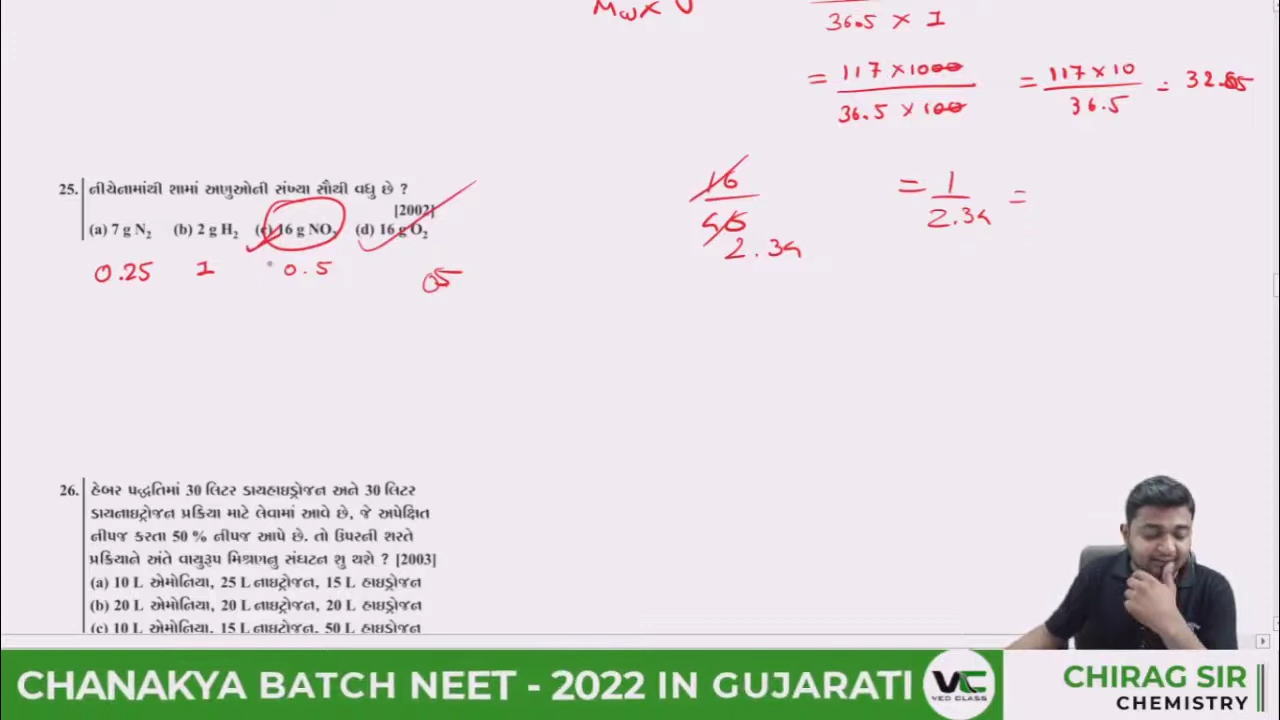 Mω x V
36.5 x 1
= 117 x 1000 / 36.5 x 100 = 117 x 10 / 36.5 =
25. નીચેનામાંથી શામાં અણુઓની સંખ્યા સૌથી વધુ છે ?
[2002]
(a) 7 g N₂ (b) 2 g H₂ (c) 16 g NO₂ (d) 16 g O₂
0.25 1 0.5 05
16
2.34
= 1 / 2.34 =
26. હેબર પદ્ધતિમાં 30 લિટર ડાયહાઇડ્રોજન અને 30 લિટર
ડાયનાઇટ્રોજન પ્રક્રિયા માટે લેવામાં આવે છે, જે અપેક્ષિત
નીપજ કરતા 50 % નીપજ આપે છે. તો ઉપરની શરતે
પ્રક્રિયાને અંતે વાયુરૂપ મિશ્રણનુ સંઘટન શુ થશે ? [2003]
(a) 10 L એમોનિયા, 25 L નાઇટ્રોજન, 15 L હાઇડ્રોજન
(b) 20 L એમોનિયા, 20 L નાઇટ્રોજન, 20 L હાઇડ્રોજન
(c) 10 L એમોનિયા, 15 L નાઇટ્રોજન, 50 L હાઇડ્રોજન
CHANAKYA BATCH NEET - 2022 IN GUJARATI
VED CLASS
CHIRAG SIR
CHEMISTRY